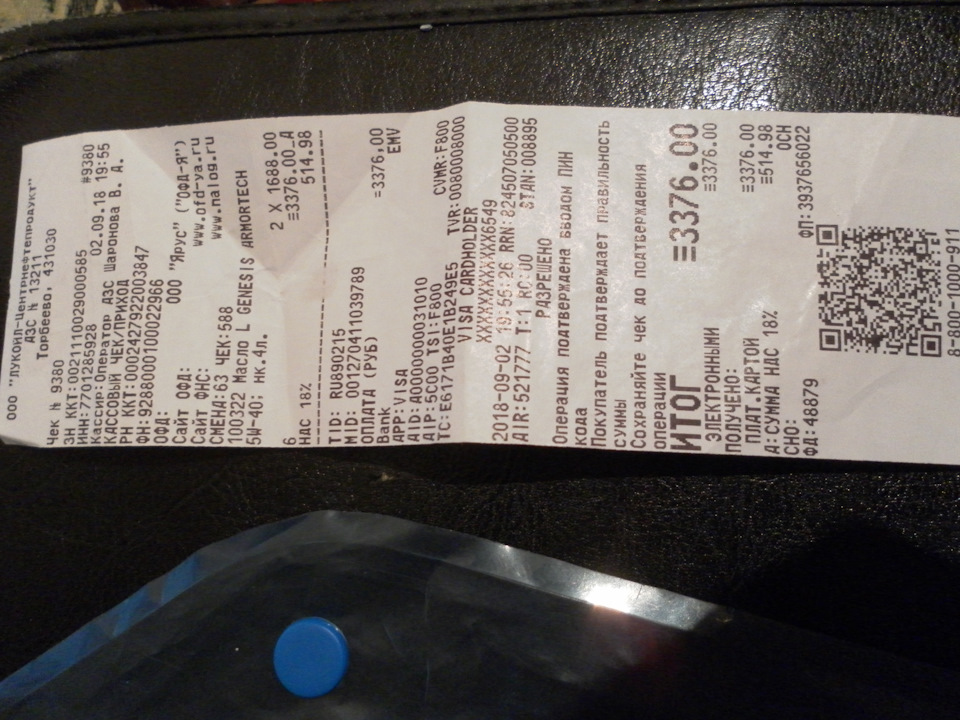 ООО "ЛУКОЙЛ-Центрнефтепродукт"
АЗС № 13211
Торбеево, 431030
Чек № 9380 #9380
ЗН ККТ:00211110029000585
ИНН:7701285928 02.09.18 19:55
Кассир:Оператор АЗС Шаронова В. А.
КАССОВЫЙ ЧЕК/ПРИХОД
РН ККТ:0002427922003847
ФН:9288000100022966
ОФД: ООО "Ярус" ("ОФД-Я")
Сайт ОФД: www.ofd-ya.ru
Сайт ФНС: www.nalog.ru
СМЕНА:63 ЧЕК:588
100322 Масло L GENESIS ARMORTECH
5W-40: нк.4л.
2 X 1688.00
6 ≡3376.00_А
НАС 18% 514.98
TID: RU890215
MID: 001270411039789
ОПЛАТА (РУБ) =3376,00
Bank EMV
APP:VISA
AID:A0000000031010
AIP:5C00 TSI:F800 CVMR:F800
TC:E6171B40E1B249E5 TVR:0080008000
VISA CARDHOLDER
XXXXXXXXXXXXXXX6549
2018-09-02 19:55:26 RRN:824507050500
AIR:521777 T:1 RC:00 STAN:008895
РАЗРЕШЕНО
Операция подтверждена вводом ПИН
кода
Покупатель подтверждает правильность
суммы
Сохраняйте чек до подтверждения
операции
ИТОГ ≡3376.00
ЭЛЕКТРОННЫМИ ≡3376.00
ПОЛУЧЕНО:
ПЛАТ.КАРТОЙ ≡3376.00
А:СУММА НДС 18% ≡514.98
СНО: ОСН
ФД:48879 ФП:3937656022
8-800-1000-911